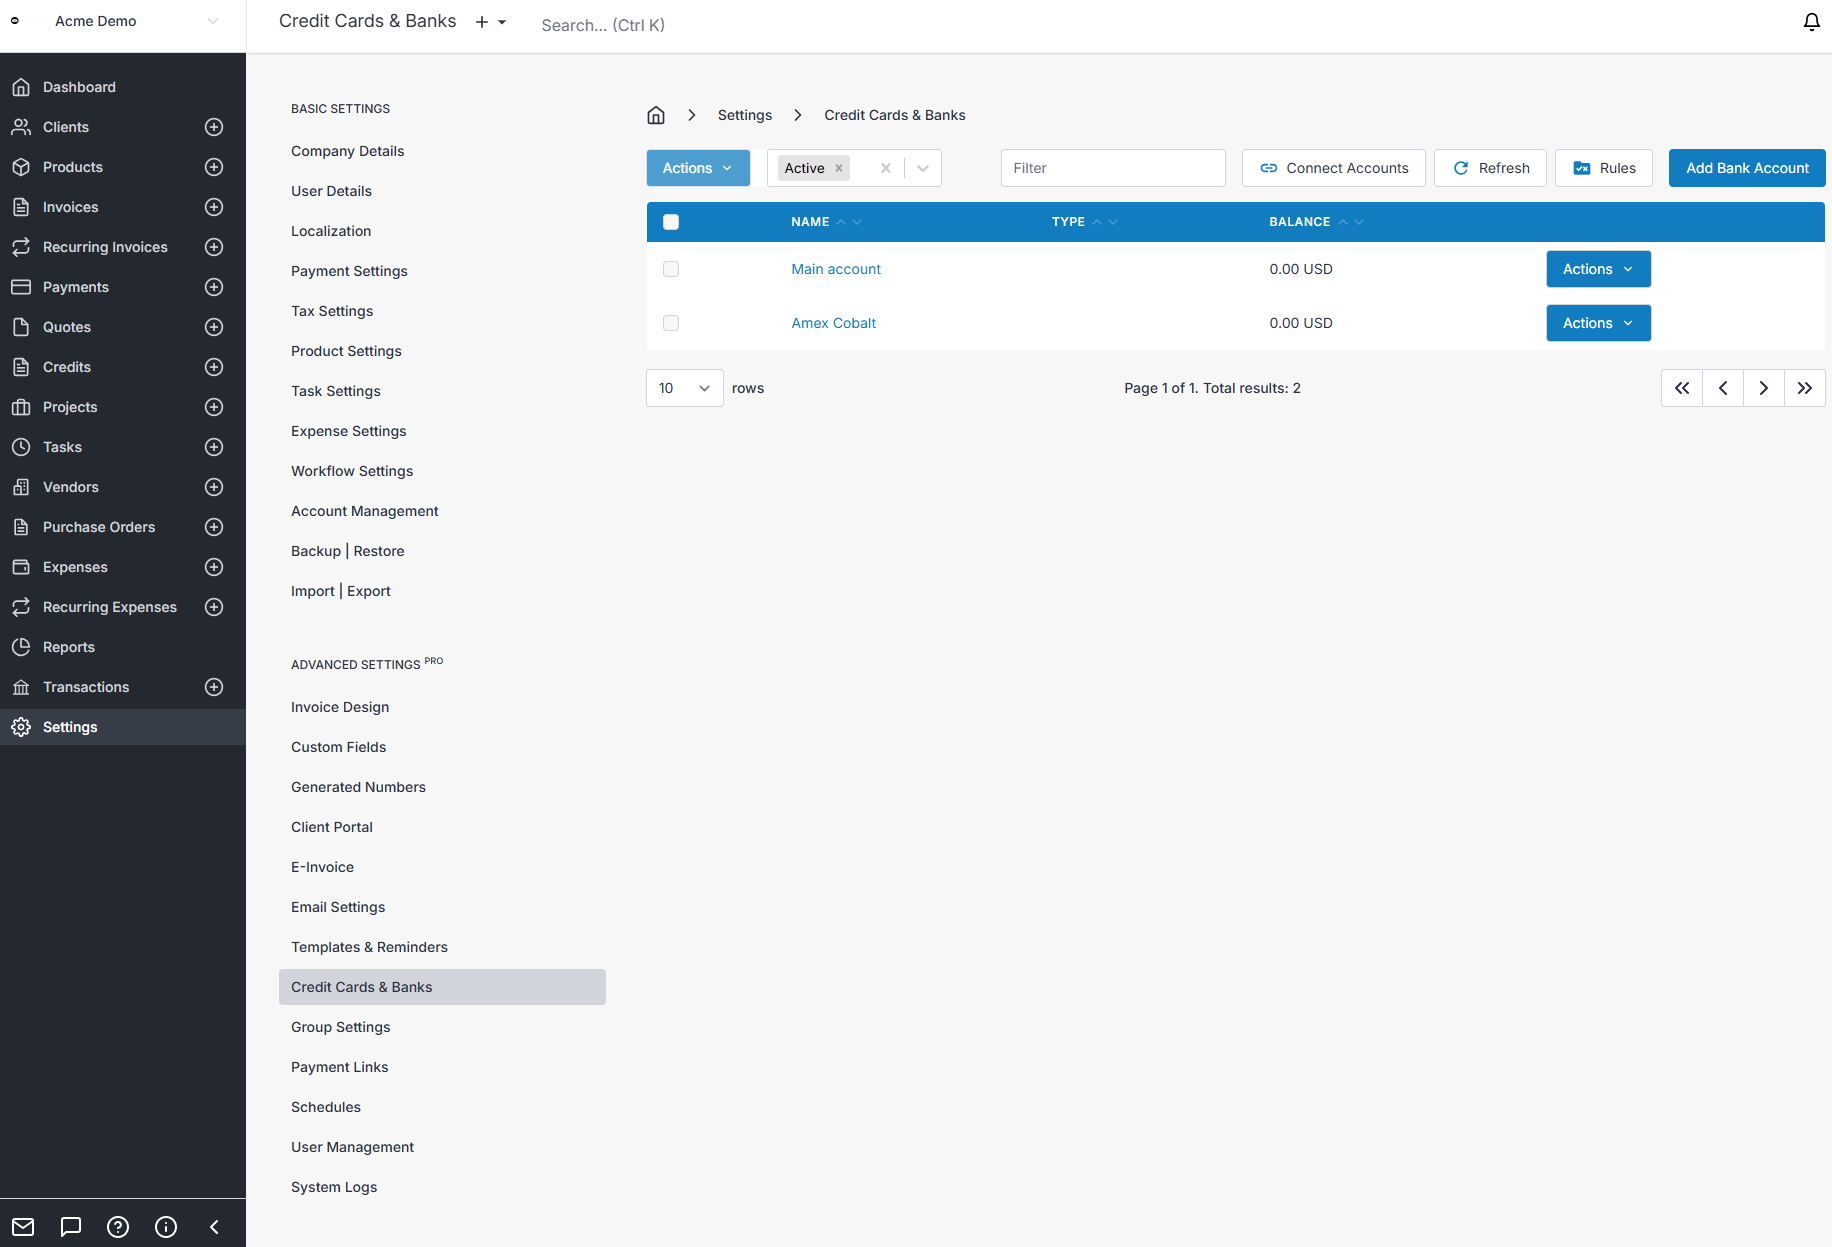 Acme Demo
Credit Cards & Banks
Search... (Ctrl K)
Dashboard
Clients
Products
Invoices
Recurring Invoices
Payments
Quotes
Credits
Projects
Tasks
Vendors
Purchase Orders
Expenses
Recurring Expenses
Reports
Transactions
Settings
BASIC SETTINGS
Company Details
User Details
Localization
Payment Settings
Tax Settings
Product Settings
Task Settings
Expense Settings
Workflow Settings
Account Management
Backup | Restore
Import | Export
ADVANCED SETTINGS PRO
Invoice Design
Custom Fields
Generated Numbers
Client Portal
E-Invoice
Email Settings
Templates & Reminders
Credit Cards & Banks
Group Settings
Payment Links
Schedules
User Management
System Logs
Settings Credit Cards & Banks
Actions Active Filter Connect Accounts Refresh Rules Add Bank Account
NAME TYPE BALANCE
Main account 0.00 USD Actions
Amex Cobalt 0.00 USD Actions
10 rows Page 1 of 1. Total results: 2